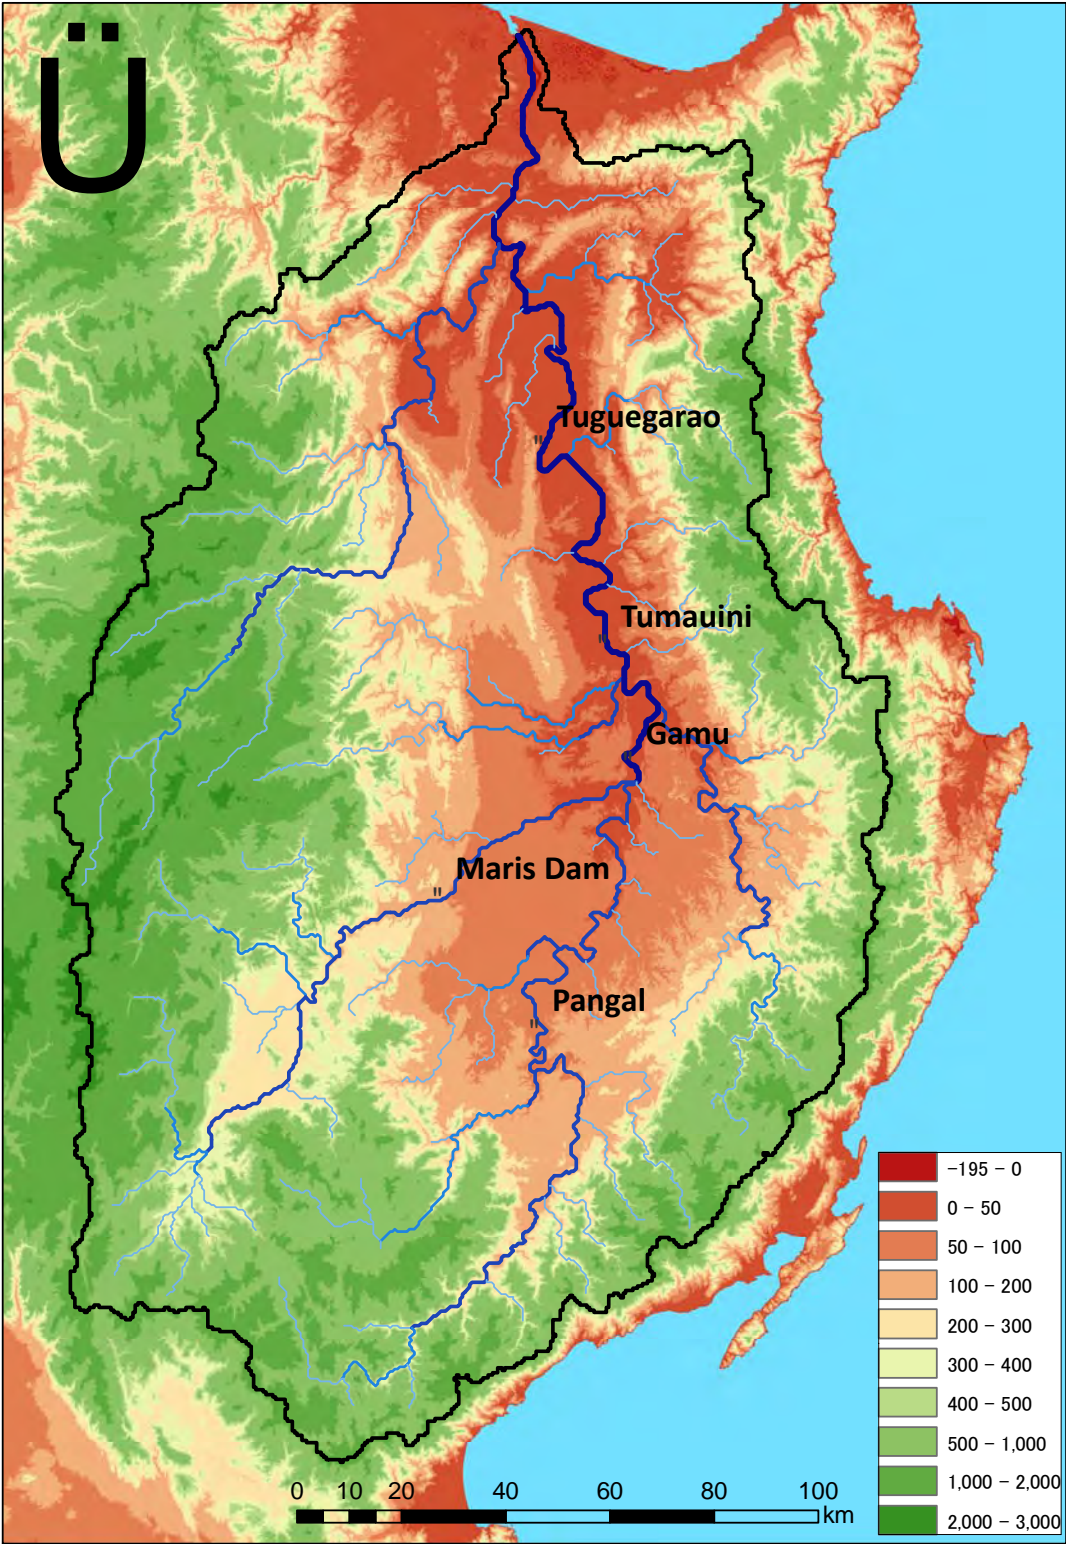 Ü
Tuguegarao
"
Tumauini
"
Gamu
"
Maris Dam
"
Pangal
"
-195 - 0
0 - 50
50 - 100
100 - 200
200 - 300
300 - 400
400 - 500
500 - 1,000
1,000 - 2,000
2,000 - 3,000
0 10 20 40 60 80 100
km